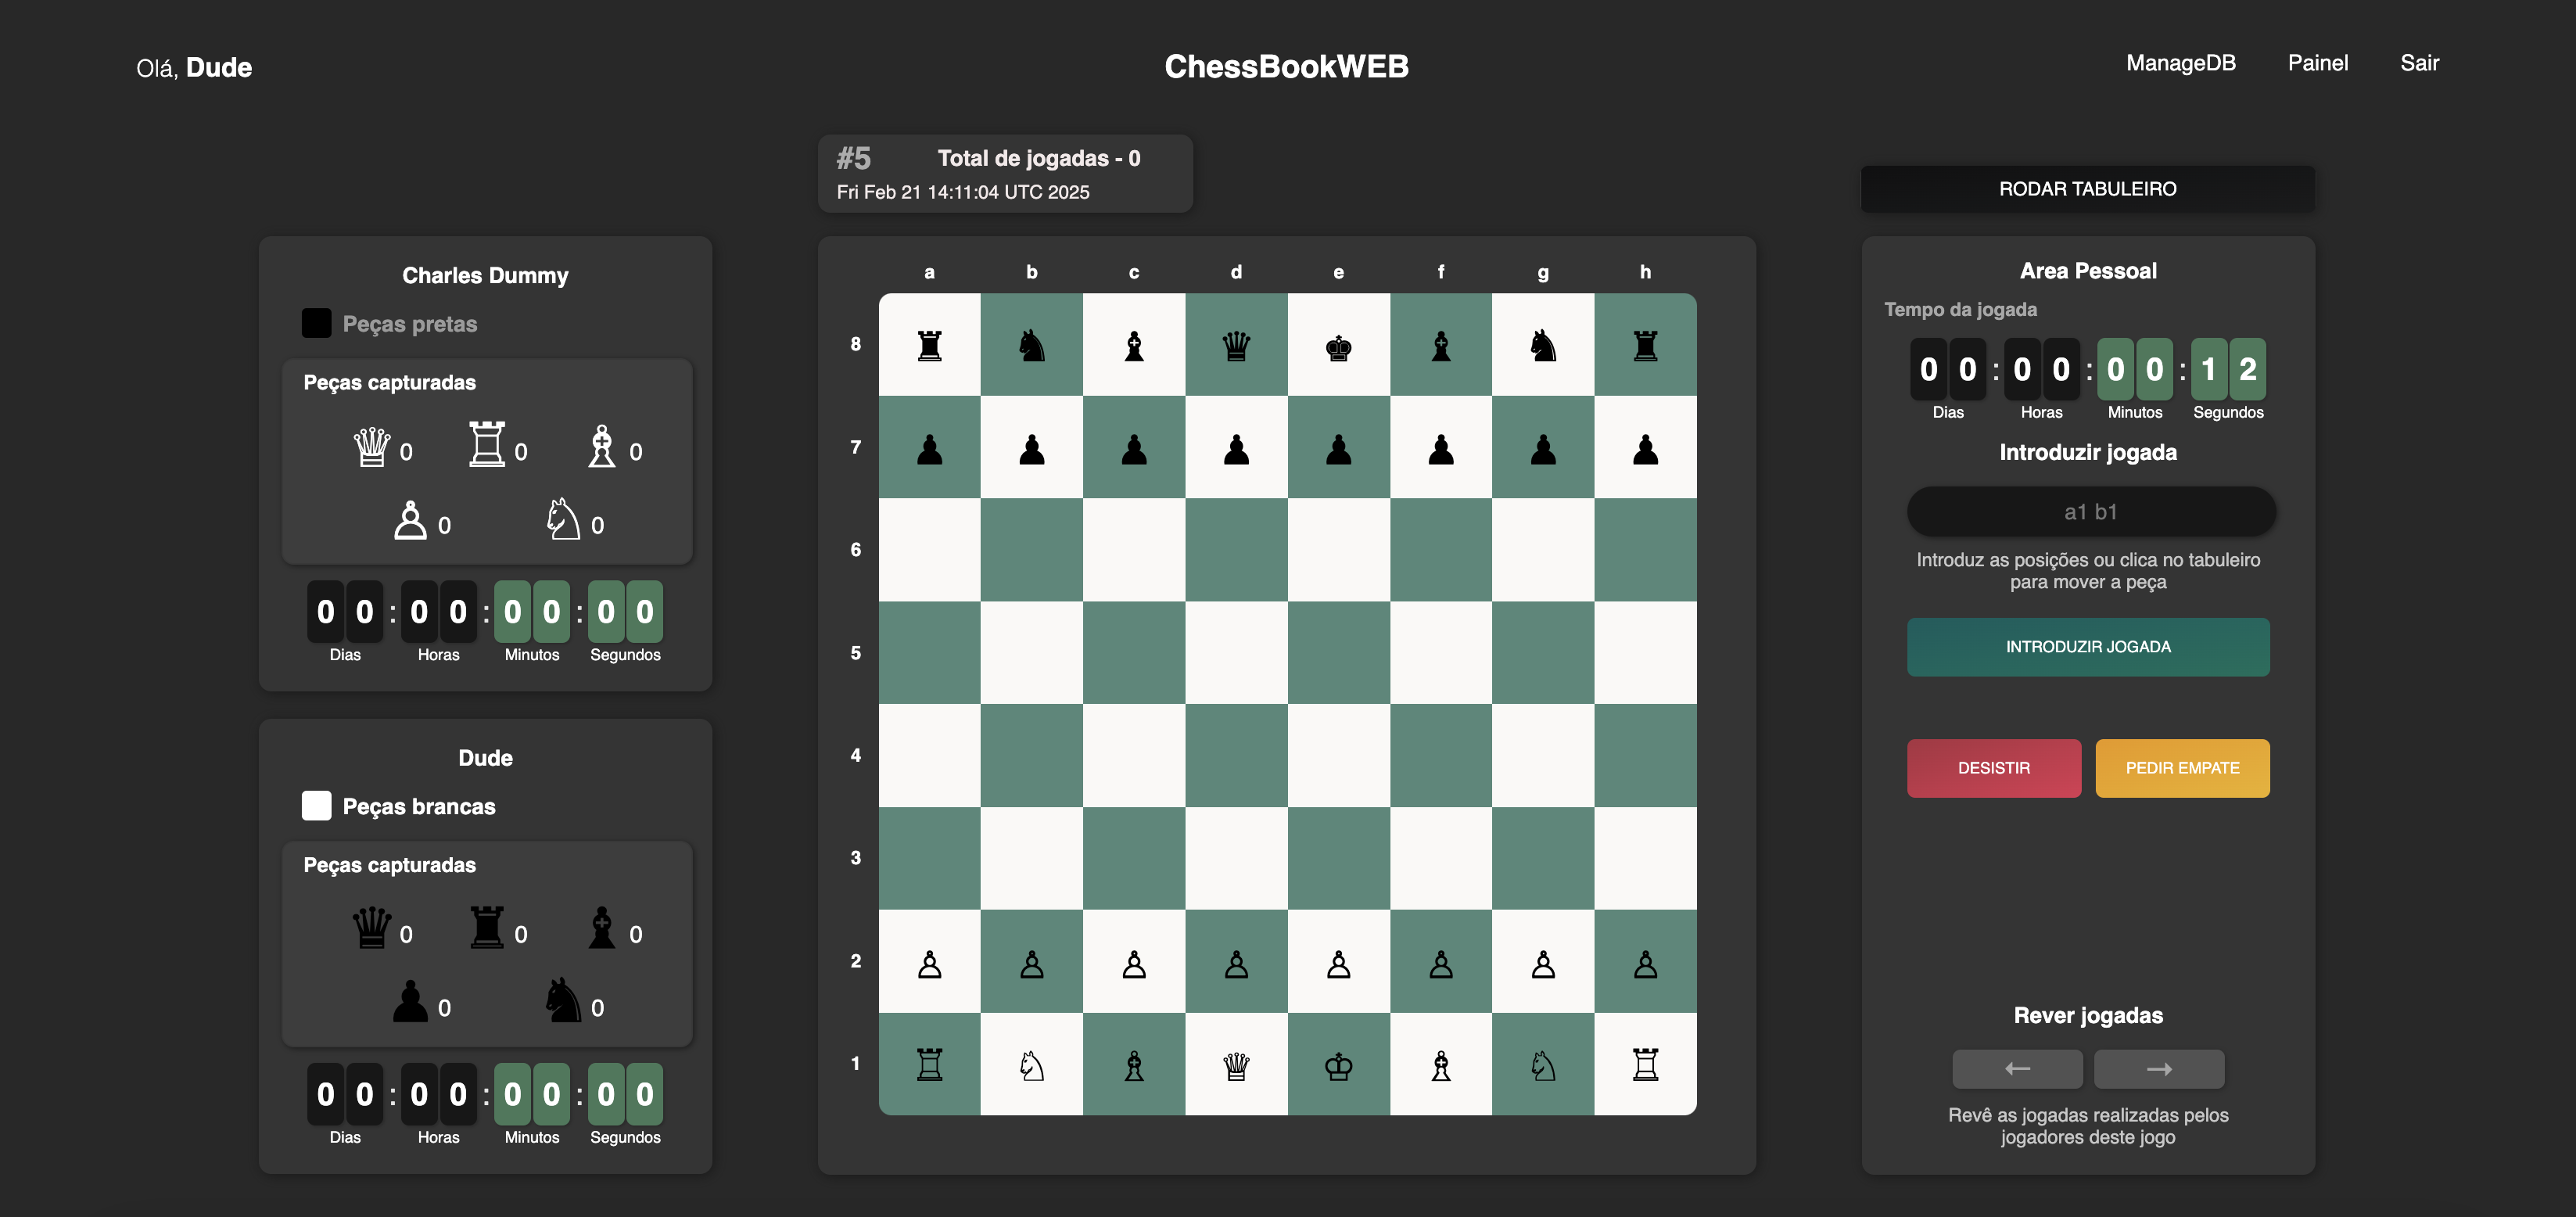 Olá, Dude
ChessBookWEB
ManageDB Painel Sair
#5 Total de jogadas - 0
Fri Feb 21 14:11:04 UTC 2025
RODAR TABULEIRO
Charles Dummy
Peças pretas
Peças capturadas
0 0 0
0 0
0 0 : 0 0 : 0 0 : 0 0
Dias Horas Minutos Segundos
Dude
Peças brancas
Peças capturadas
0 0 0
0 0
0 0 : 0 0 : 0 0 : 0 0
Dias Horas Minutos Segundos
a b c d e f g h
8
7
6
5
4
3
2
1
Area Pessoal
Tempo da jogada
0 0 : 0 0 : 0 0 : 1 2
Dias Horas Minutos Segundos
Introduzir jogada
a1 b1
Introduz as posições ou clica no tabuleiro
para mover a peça
INTRODUZIR JOGADA
DESISTIR PEDIR EMPATE
Rever jogadas
← →
Revê as jogadas realizadas pelos
jogadores deste jogo